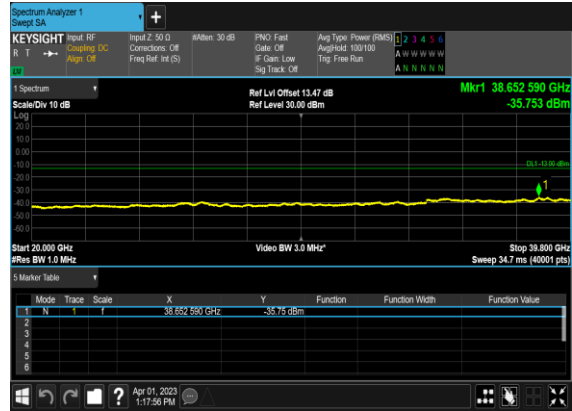 Spectrum Analyzer 1
Swept SA
+
KEYSIGHT Input: RF Input Z: 50 Ω #Atten: 30 dB PNO: Fast Avg Type: Power (RMS) 1 2 3 4 5 6
R T Coupling: DC Corrections: Off Gate: Off Avg|Hold: 100/100 A W W W W W
Align: Off Freq Ref: Int (S) IF Gain: Low Trig: Free Run
Sig Track: Off A N N N N N
1 Spectrum Ref Lvl Offset 13.47 dB Mkr1 38.652 590 GHz
Scale/Div 10 dB Ref Level 30.00 dBm -35.753 dBm
Log
20.0
10.0
0.00
-10.0 DL1 -13.00 dBm
-20.0
-30.0 1
-40.0
-50.0
-60.0
Start 20.000 GHz Video BW 3.0 MHz* Stop 39.800 GHz
#Res BW 1.0 MHz Sweep 34.7 ms (40001 pts)
5 Marker Table
Mode Trace Scale X Y Function Function Width Function Value
1 N 1 f 38.652 590 GHz -35.75 dBm
2
3
4
5
6
? Apr 01, 2023
1:17:56 PM